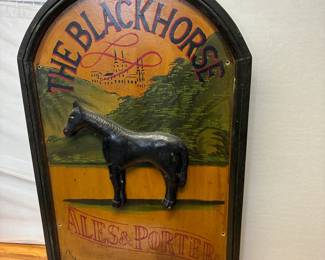 THE BLACKHORSE
ALES & PORTER